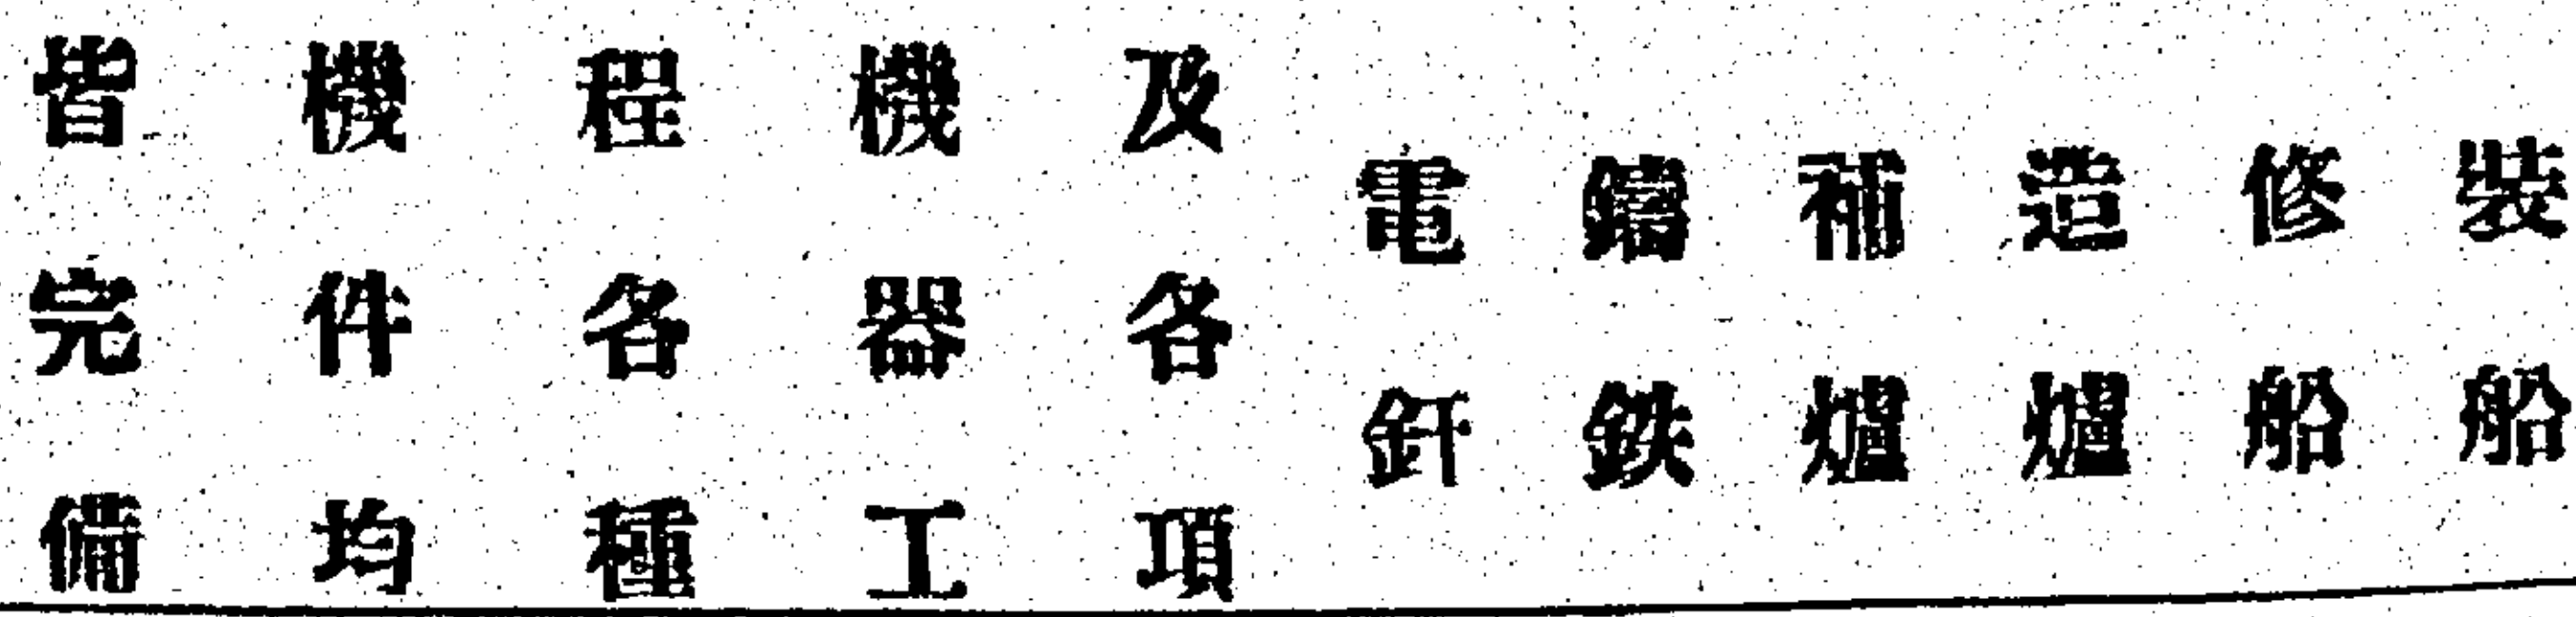 裝船
修船
造爐
補爐
鑄鉄
電釬
及各項
機器工
程各種
機件均
皆完備